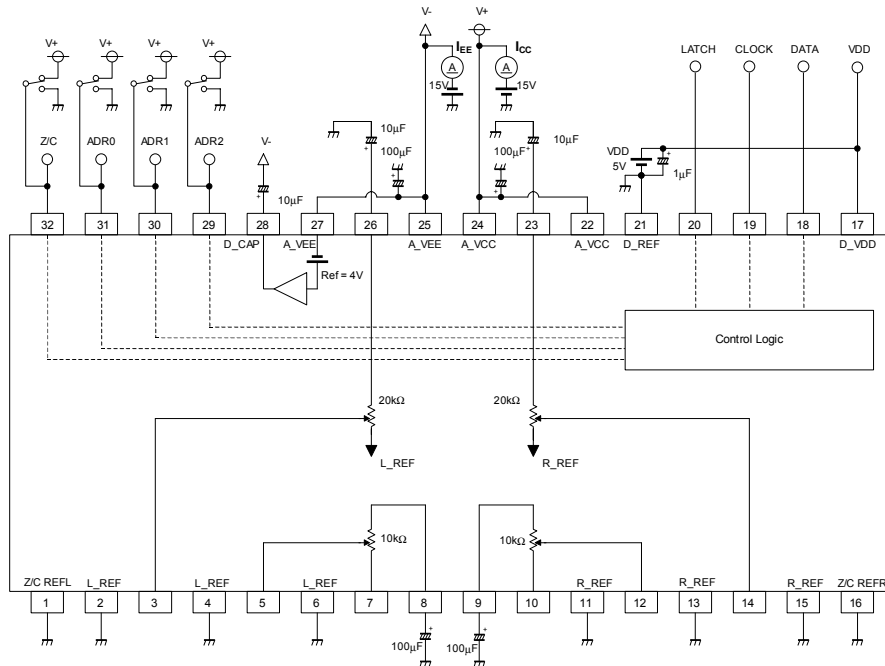 V- V+
V+ V+ V+ V+ IEE ICC LATCH CLOCK DATA VDD
A A
15V 15V
10µF 10µF
Z/C ADR0 ADR1 ADR2 V- 100µF 100µF VDD
5V
1µF
+ + + + + + +
10µF
32 31 30 29 28 27 26 25 24 23 22 21 20 19 18 17
D_CAP A_VEE A_VEE A_VCC A_VCC D_REF D_VDD
Ref = 4V
Control Logic
20kΩ 20kΩ
L_REF R_REF
10kΩ 10kΩ
Z/C REFL L_REF L_REF L_REF R_REF R_REF R_REF Z/C REFR
1 2 3 4 5 6 7 8 9 10 11 12 13 14 15 16
+ +
100µF 100µF